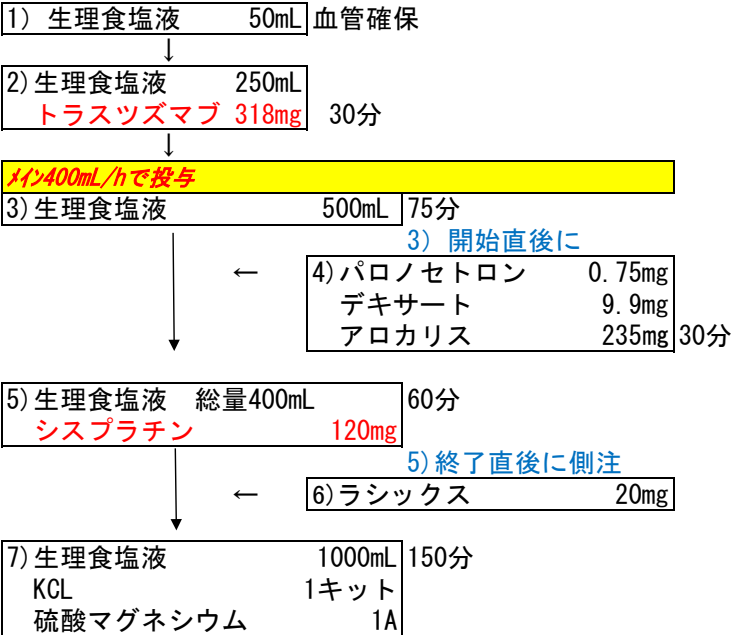 1) 生理食塩液 50mL 血管確保
↓
2)生理食塩液 250mL
トラスツズマブ 318mg 30分
↓
ﾒｲﾝ400mL/hで投与
3)生理食塩液 500mL 75分
3) 開始直後に
← 4)パロノセトロン 0.75mg
デキサート 9.9mg
アロカリス 235mg 30分
5)生理食塩液 総量400mL 60分
シスプラチン 120mg
5)終了直後に側注
← 6)ラシックス 20mg
7)生理食塩液 1000mL 150分
KCL 1キット
硫酸マグネシウム 1A